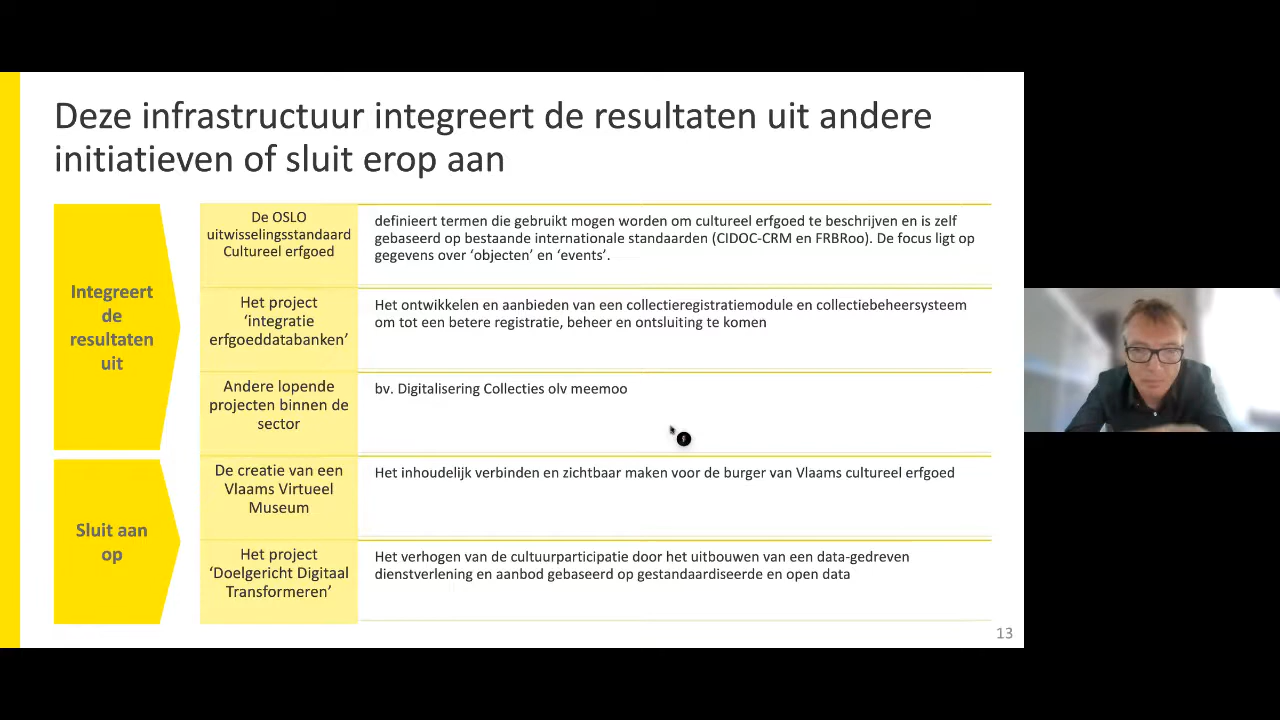 Deze infrastructuur integreert de resultaten uit andere
initiatieven of sluit erop aan
Integreert
de
resultaten
uit
De OSLO
uitwisselingsstandaard
Cultureel erfgoed
definieert termen die gebruikt mogen worden om cultureel erfgoed te beschrijven en is zelf
gebaseerd op bestaande internationale standaarden (CIDOC-CRM en FRBRoo). De focus ligt op
gegevens over ‘objecten’ en ‘events’.
Het project
‘integratie
erfgoeddatabanken’
Het ontwikkelen en aanbieden van een collectieregistratiemodule en collectiebeheersysteem
om tot een betere registratie, beheer en ontsluiting te komen
Andere lopende
projecten binnen de
sector
bv. Digitalisering Collecties olv meemoo
Sluit aan
op
De creatie van een
Vlaams Virtueel
Museum
Het inhoudelijk verbinden en zichtbaar maken voor de burger van Vlaams cultureel erfgoed
Het project
‘Doelgericht Digitaal
Transformeren’
Het verhogen van de cultuurparticipatie door het uitbouwen van een data-gedreven
dienstverlening en aanbod gebaseerd op gestandaardiseerde en open data
13